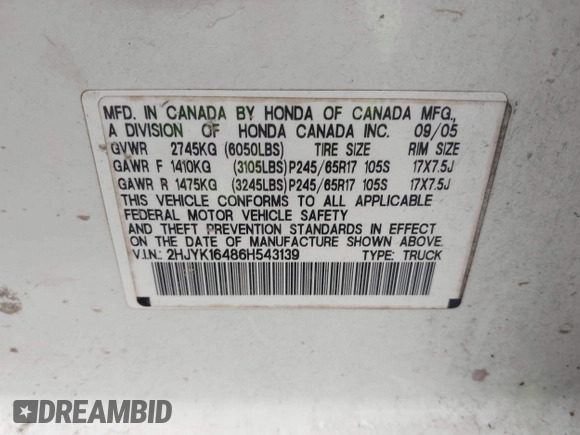 MFD. IN CANADA BY HONDA OF CANADA MFG.,
A DIVISION OF HONDA CANADA INC. 09/05
GVWR 2745KG (6050LBS) TIRE SIZE RIM SIZE
GAWR F 1410KG (3105LBS)P245/65R17 105S 17X7.5J
GAWR R 1475KG (3245LBS)P245/65R17 105S 17X7.5J
THIS VEHICLE CONFORMS TO ALL APPLICABLE
FEDERAL MOTOR VEHICLE SAFETY
AND THEFT PREVENTION STANDARDS IN EFFECT
ON THE DATE OF MANUFACTURE SHOWN ABOVE.
V.I.N.: 2HJYK16486H543139 TYPE: TRUCK
DREAMBID